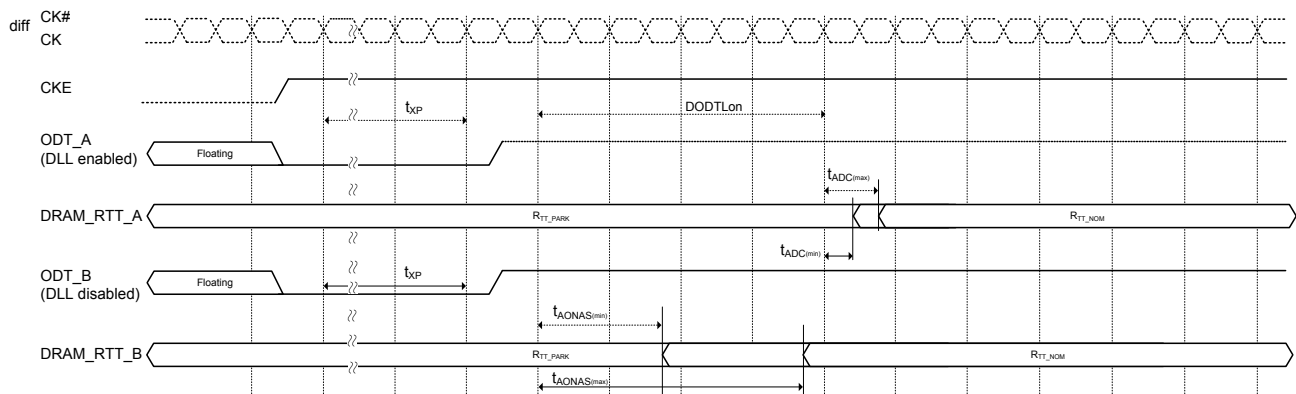 diff
CK#
CK
CKE
tXP
DODTLon
ODT_A
(DLL enabled)
Floating
tADC(max)
DRAM_RTT_A
RTT_PARK
RTT_NOM
tADC(min)
ODT_B
(DLL disabled)
Floating
tXP
tAONAS(min)
DRAM_RTT_B
RTT_PARK
RTT_NOM
tAONAS(max)